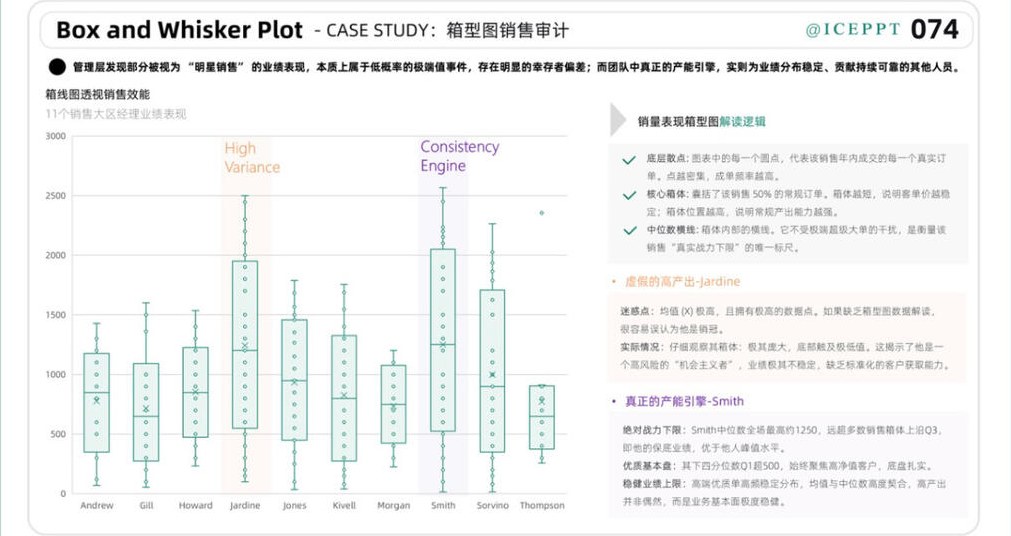 Box and Whisker Plot - CASE STUDY：箱型图销售审计
@ICEPPT 074
管理层发现部分被视为 “明星销售” 的业绩表现，本质上属于低概率的极端值事件，存在明显的幸存者偏差；而团队中真正的产能引擎，实则为业绩分布稳定、贡献持续可靠的其他人员。
箱线图透视销售效能
11个销售大区经理业绩表现
3000
2500
2000
1500
1000
500
0
High
Variance
Consistency
Engine
Andrew Gill Howard Jardine Jones Kivell Morgan Smith Sorvino Thompson
销量表现箱型图解读逻辑
底层散点: 图表中的每一个圆点，代表该销售年内成交的每一个真实订
单。点越密集，成单频率越高。
核心箱体: 囊括了该销售 50% 的常规订单。箱体越短，说明客单价越稳
定；箱体位置越高，说明常规产出能力越强。
中位数横线: 箱体内部的横线。它不受极端超级大单的干扰，是衡量该
销售 “真实战力下限” 的唯一标尺。
• 虚假的高产出-Jardine
迷惑点：均值 (X) 极高，且拥有极高的数据点。如果缺乏箱型图数据解读，
很容易误认为他是销冠。
实际情况：仔细观察其箱体：极其庞大，底部触及极低值。这揭示了他是一
个高风险的 “机会主义者” ，业绩极其不稳定，缺乏标准化的客户获取能力。
• 真正的产能引擎-Smith
绝对战力下限：Smith中位数全场最高约1250，远超多数销售箱体上沿Q3，
即他的保底业绩，优于他人峰值水平。
优质基本盘：其下四分位数Q1超500，始终聚焦高净值客户，底盘扎实。
稳健业绩上限：高端优质单高频稳定分布，均值与中位数高度契合，高产出
并非偶然，而是业务基本面极度稳健。